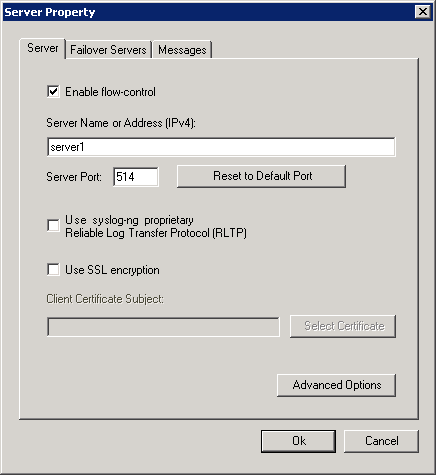 Server Property
Server Failover Servers Messages
Enable flow-control
Server Name or Address (IPv4):
server1
Server Port: 514 Reset to Default Port
Use syslog-ng proprietary
Reliable Log Transfer Protocol (RLTP)
Use SSL encryption
Client Certificate Subject:
Select Certificate
Advanced Options
Ok Cancel